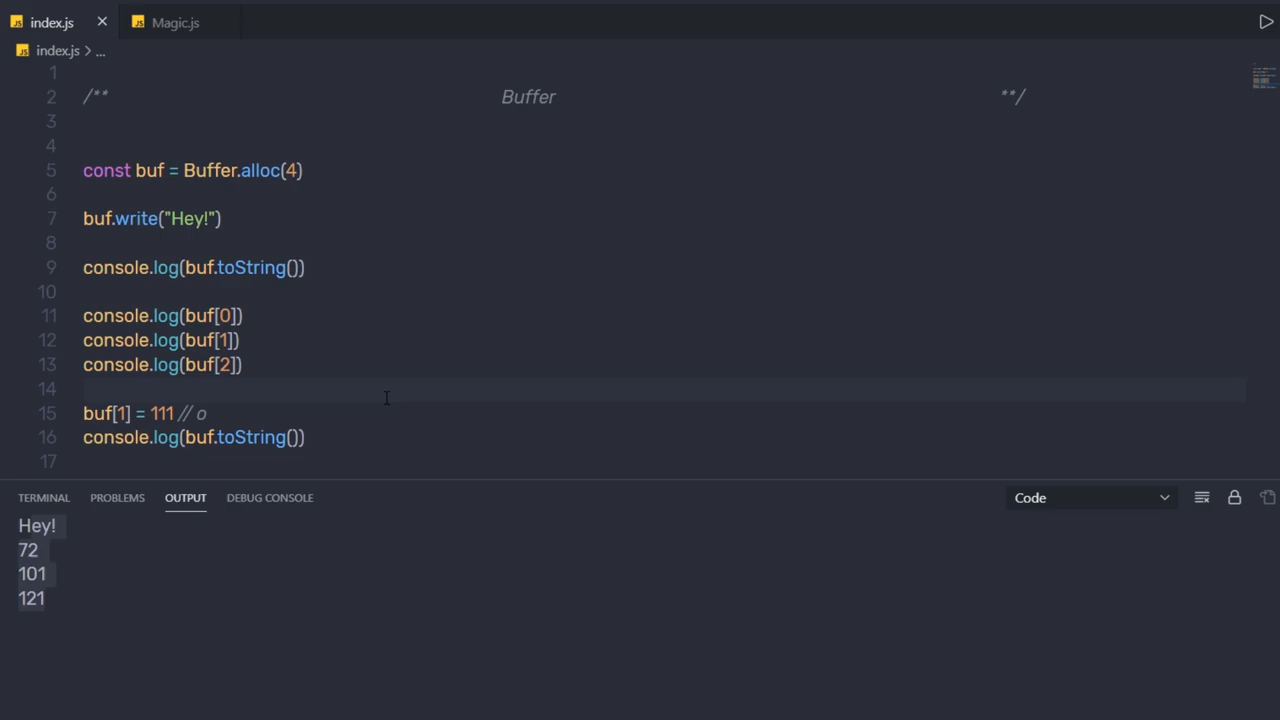 JS index.js × JS Magic.js
JS index.js > ...
1
2 /** Buffer **/
3
4
5 const buf = Buffer.alloc(4)
6
7 buf.write("Hey!")
8
9 console.log(buf.toString())
10
11 console.log(buf[0])
12 console.log(buf[1])
13 console.log(buf[2])
14
15 buf[1] = 111 // o
16 console.log(buf.toString())
17
TERMINAL PROBLEMS OUTPUT DEBUG CONSOLE Code
Hey!
72
101
121